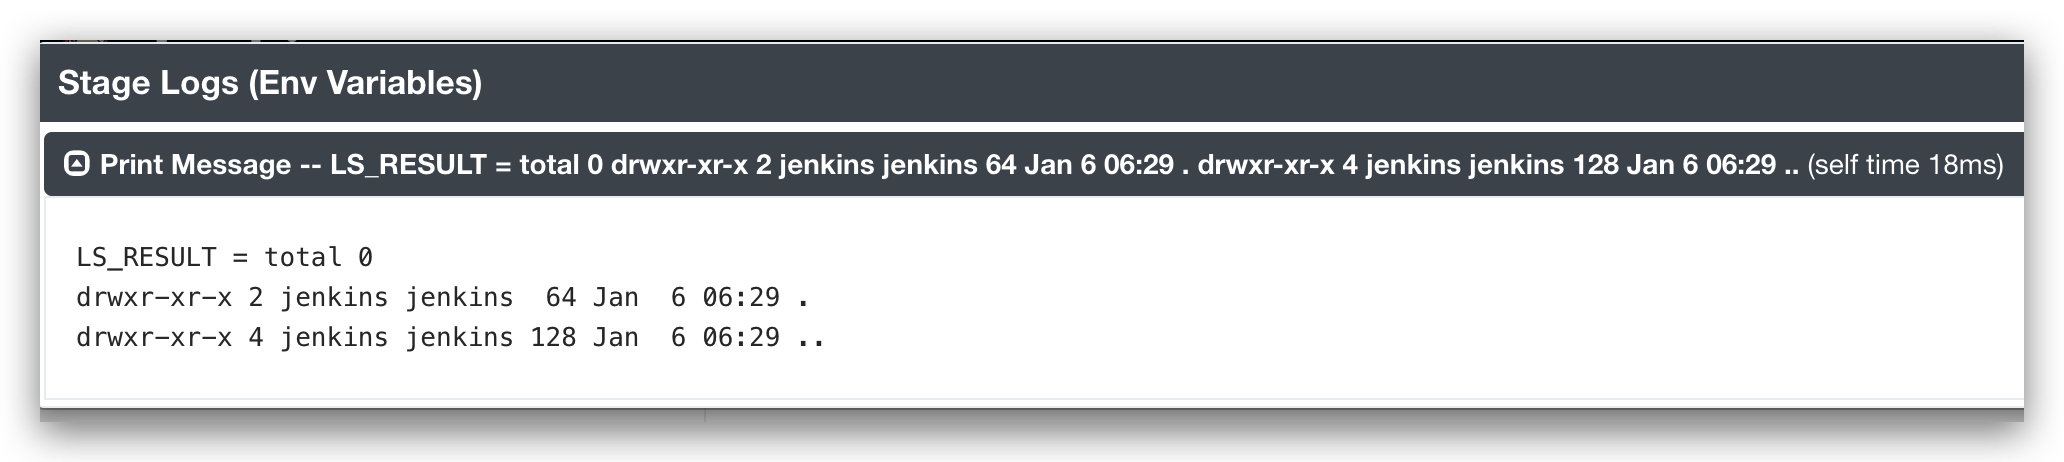 Stage Logs (Env Variables)
Print Message -- LS_RESULT = total 0 drwxr-xr-x 2 jenkins jenkins 64 Jan 6 06:29 . drwxr-xr-x 4 jenkins jenkins 128 Jan 6 06:29 .. (self time 18ms)
LS_RESULT = total 0
drwxr-xr-x 2 jenkins jenkins  64 Jan  6 06:29 .
drwxr-xr-x 4 jenkins jenkins 128 Jan  6 06:29 ..